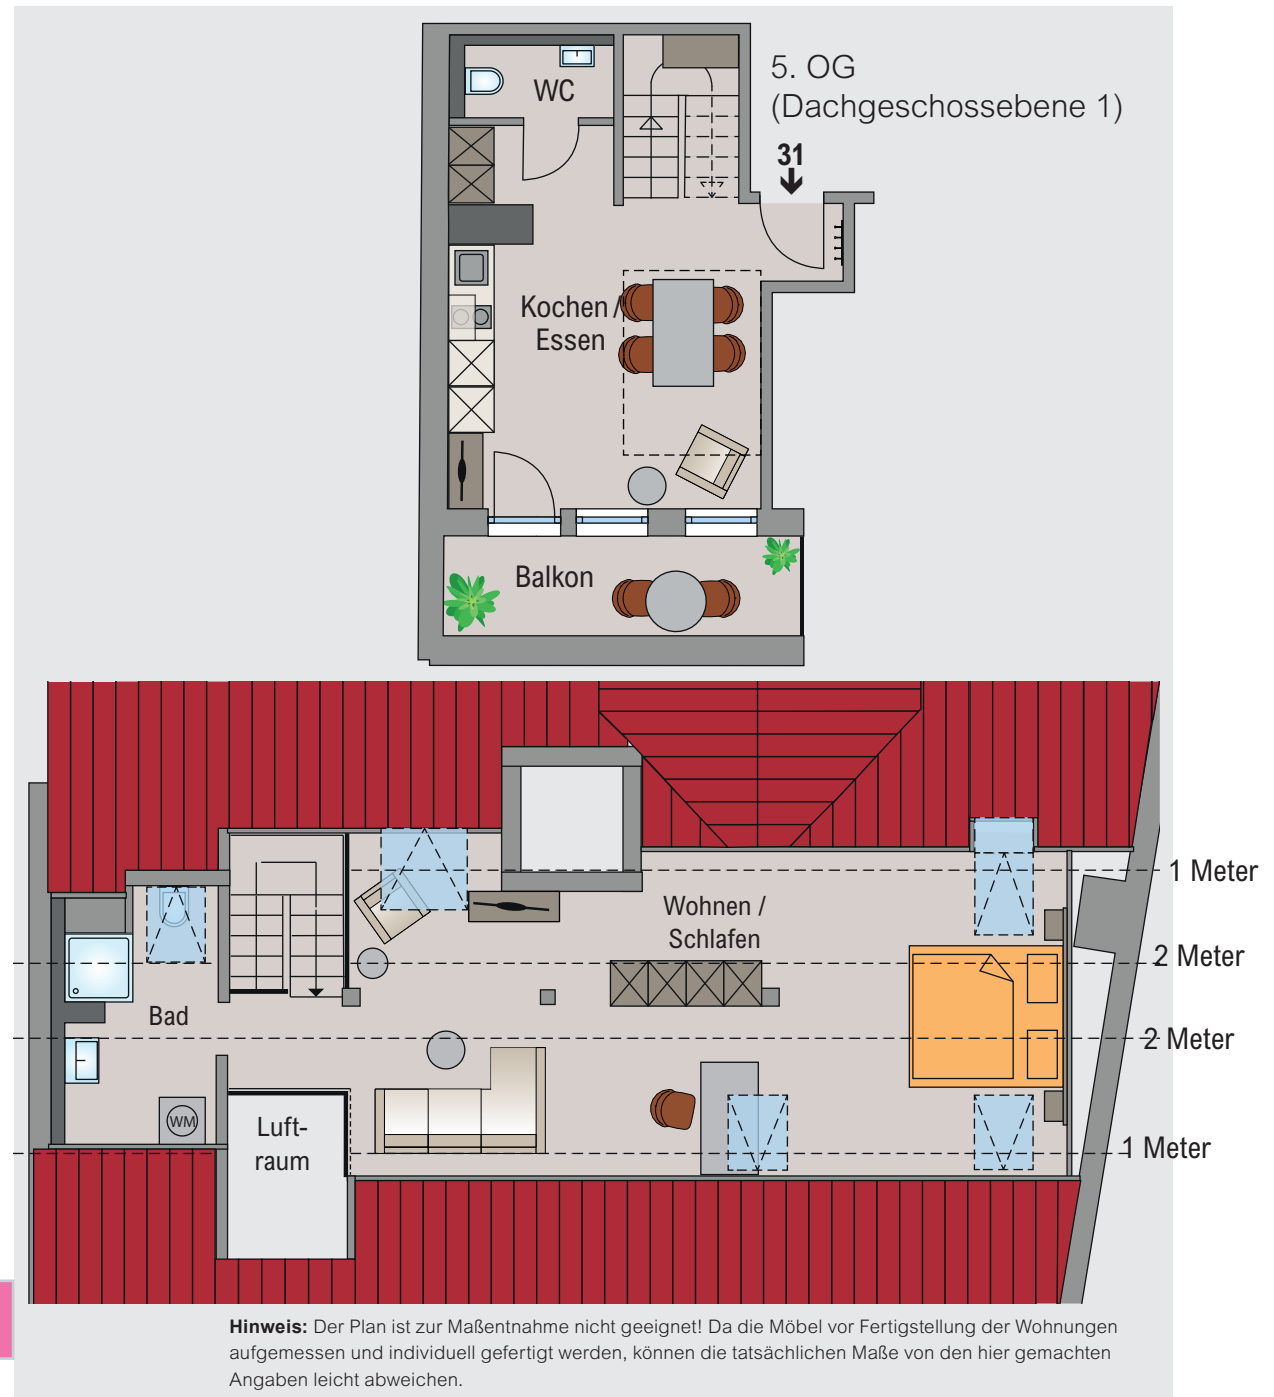 5. OG
(Dachgeschossebene 1)
31
WC
Kochen /
Essen
Balkon
1 Meter
Wohnen /
Schlafen
2 Meter
Bad
2 Meter
WM
Luft-
raum
1 Meter
Hinweis: Der Plan ist zur Maßentnahme nicht geeignet! Da die Möbel vor Fertigstellung der Wohnungen
aufgemessen und individuell gefertigt werden, können die tatsächlichen Maße von den hier gemachten
Angaben leicht abweichen.